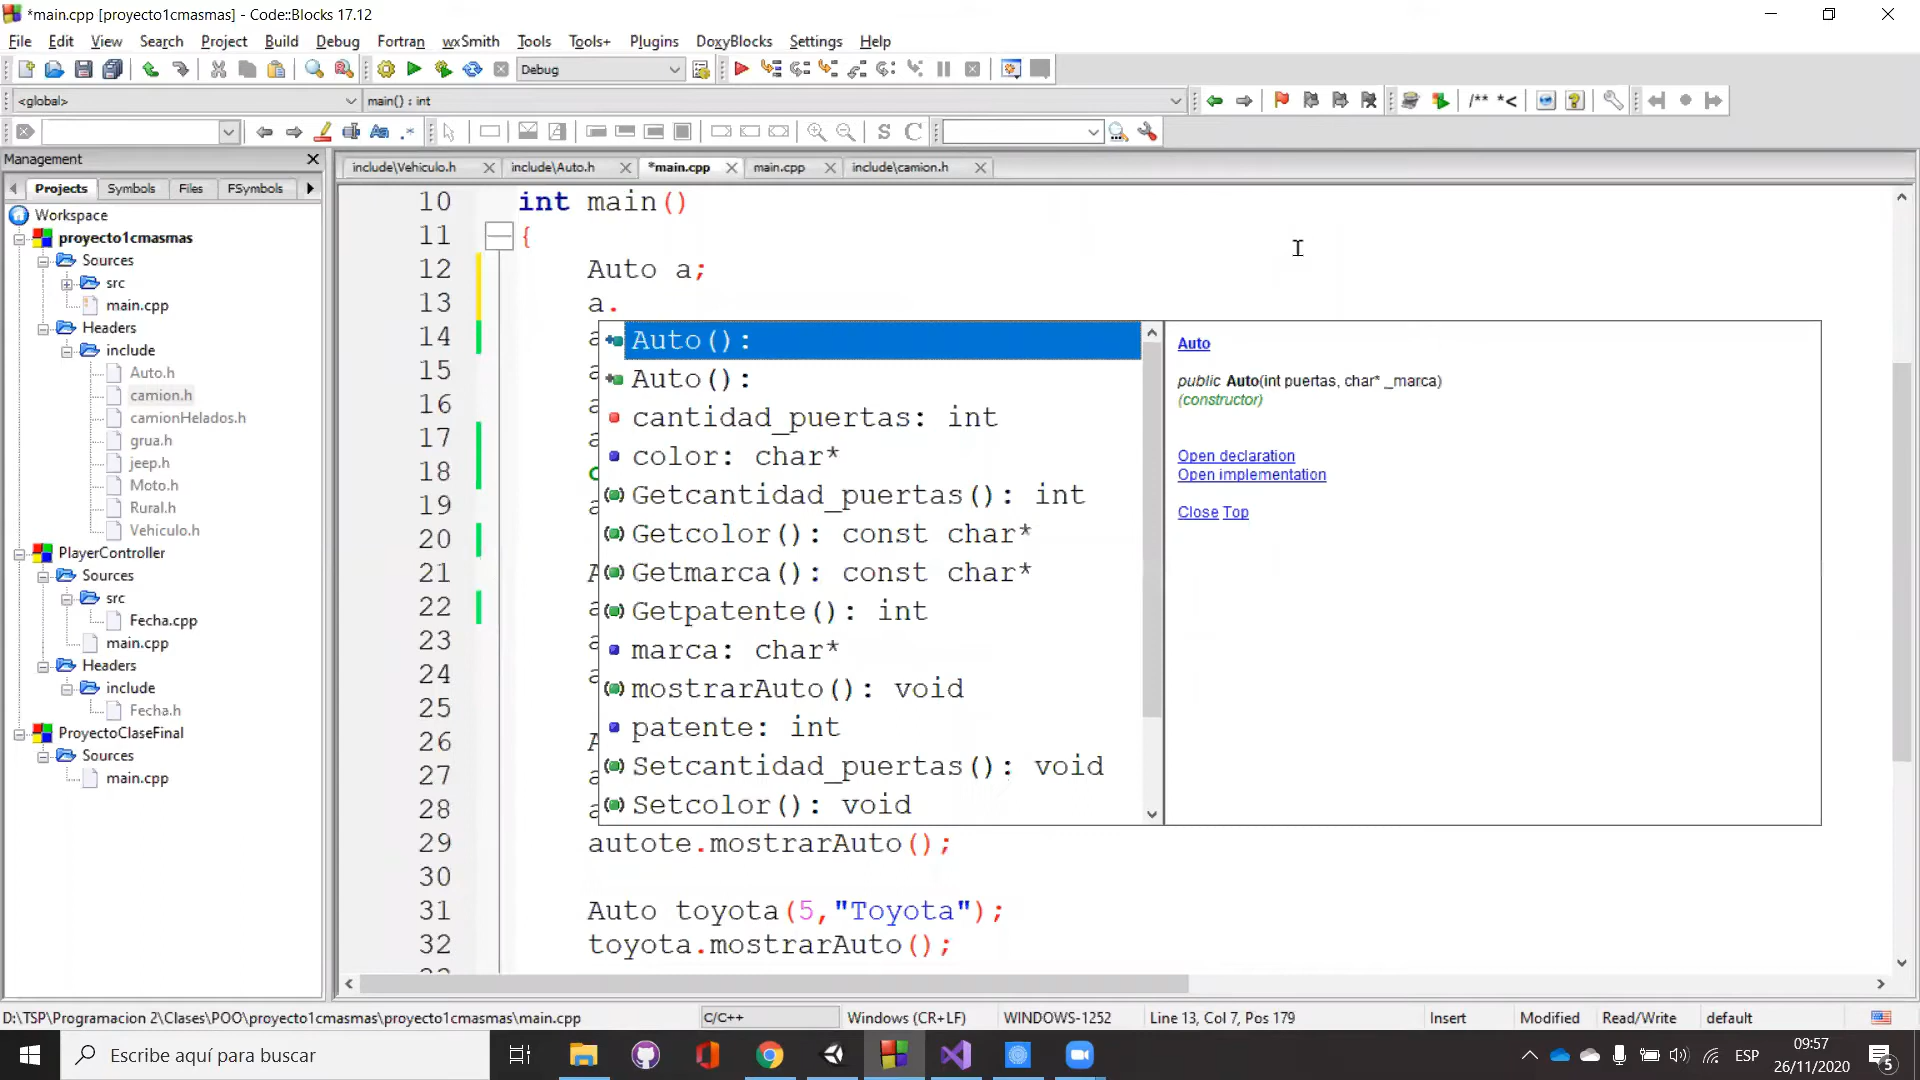 *main.cpp [proyecto1cmasmas] - Code::Blocks 17.12
File Edit View Search Project Build Debug Fortran wxSmith Tools Tools+ Plugins DoxyBlocks Settings Help
Debug
<global> main() : int /** *<
.* S C
Management
include\Vehiculo.h include\Auto.h *main.cpp main.cpp include\camion.h
Projects Symbols Files FSymbols
Workspace
proyecto1cmasmas
Sources
src
main.cpp
Headers
include
Auto.h
camion.h
camionHelados.h
grua.h
jeep.h
Moto.h
Rural.h
Vehiculo.h
PlayerController
Sources
src
Fecha.cpp
main.cpp
Headers
include
Fecha.h
ProyectoClaseFinal
Sources
main.cpp
10 int main()
11 {
12 Auto a;
13 a.
14
15
16
17
18
19
20
21
22
23
24
25
26
27
28
29 autote.mostrarAuto();
30
31 Auto toyota(5,"Toyota");
32 toyota.mostrarAuto();
Auto():
Auto():
cantidad_puertas: int
color: char*
Getcantidad_puertas(): int
Getcolor(): const char*
Getmarca(): const char*
Getpatente(): int
marca: char*
mostrarAuto(): void
patente: int
Setcantidad_puertas(): void
Setcolor(): void
Auto
public Auto(int puertas, char* _marca)
(constructor)
Open declaration
Open implementation
Close Top
D:\TSP\Programacion 2\Clases\POO\proyecto1cmasmas\proyecto1cmasmas\main.cpp C/C++ Windows (CR+LF) WINDOWS-1252 Line 13, Col 7, Pos 179 Insert Modified Read/Write default
Escribe aquí para buscar
ESP
09:57
26/11/2020
5